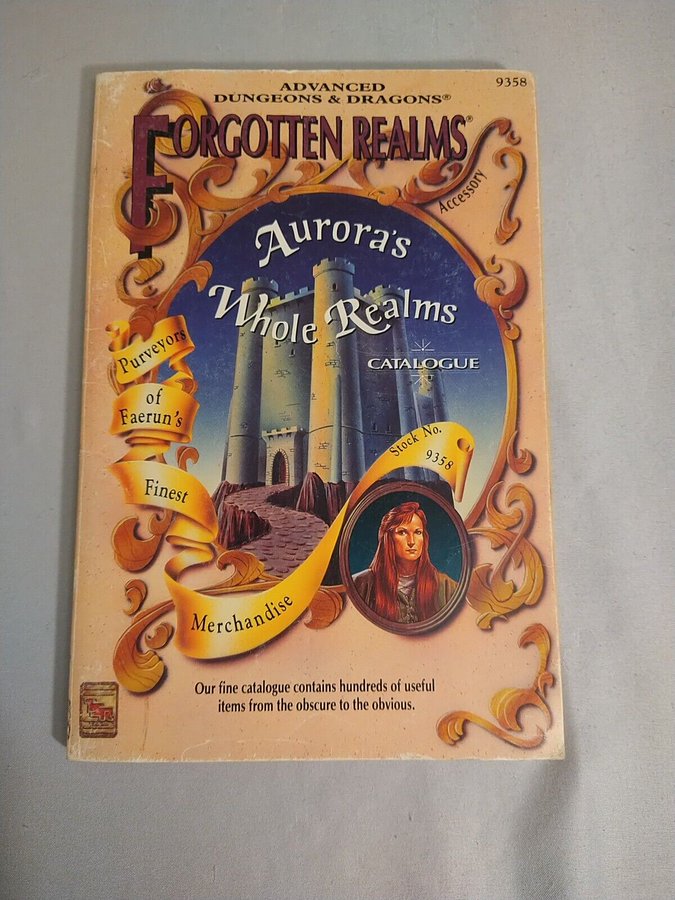 ADVANCED
DUNGEONS & DRAGONS®
9358
FORGOTTEN REALMS®
Accessory
Aurora's
Whole Realms
CATALOGUE
Purveyors
of
Faerun's
Finest
Merchandise
Stock No.
9358
Our fine catalogue contains hundreds of useful
items from the obscure to the obvious.
TSR